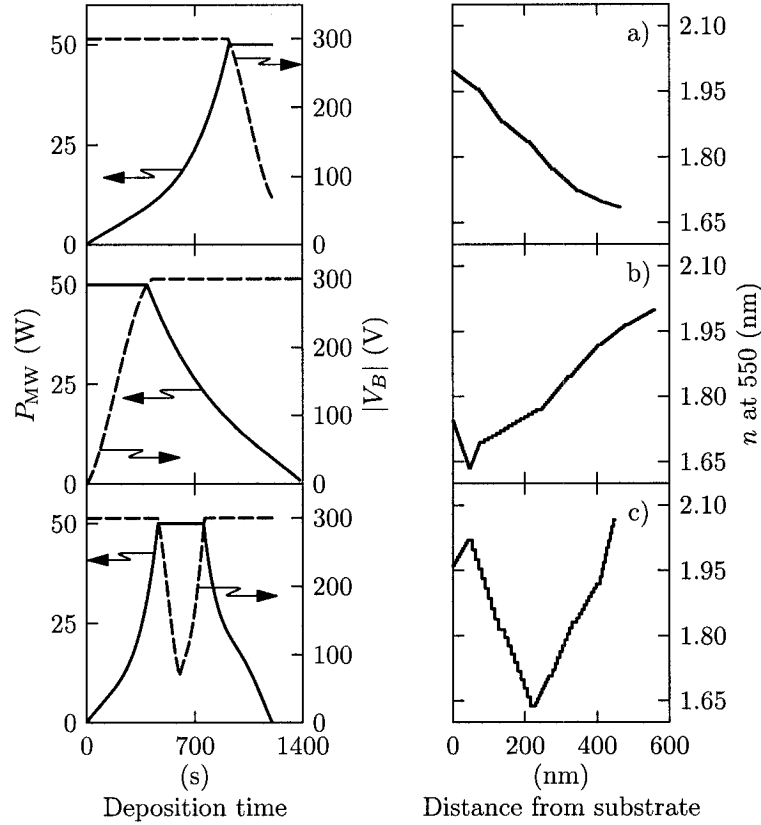 50
25
0
300
200
100
0
a)
2.10
1.95
1.80
1.65
50
25
0
P_MW (W)
300
200
100
0
|V_B| (V)
b)
2.10
1.95
1.80
1.65
n at 550 (nm)
50
25
0
300
200
100
0
c)
2.10
1.95
1.80
1.65
0 700 1400
(s)
Deposition time
0 200 400 600
(nm)
Distance from substrate